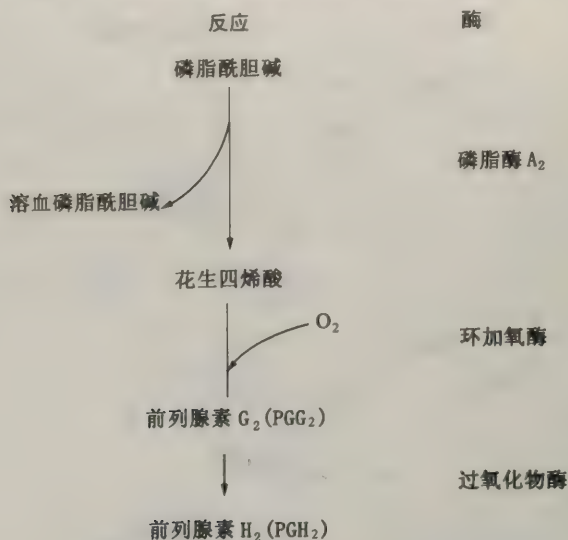 反应 酶
磷脂酰胆碱
磷脂酶 A₂
溶血磷脂酰胆碱
花生四烯酸
O₂
环加氧酶
前列腺素 G₂(PGG₂)
过氧化物酶
前列腺素 H₂(PGH₂)